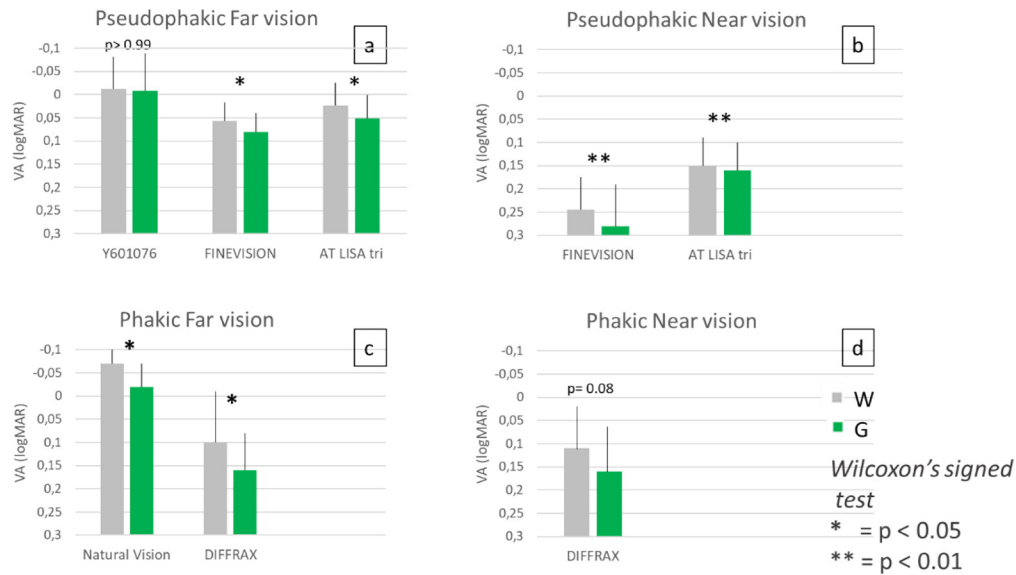 Pseudophakic Far vision
a
p> 0.99
*
*
VA (logMAR)
-0,1
-0,05
0
0,05
0,1
0,15
0,2
0,25
0,3
Y601076
FINEVISION
AT LISA tri
Pseudophakic Near vision
b
**
**
VA (logMAR)
-0,1
-0,05
0
0,05
0,1
0,15
0,2
0,25
0,3
FINEVISION
AT LISA tri
Phakic Far vision
c
*
*
VA (logMAR)
-0,1
-0,05
0
0,05
0,1
0,15
0,2
0,25
0,3
Natural Vision
DIFFRAX
Phakic Near vision
d
p= 0.08
VA (logMAR)
-0,1
-0,05
0
0,05
0,1
0,15
0,2
0,25
0,3
DIFFRAX
W
G
Wilcoxon's signed
test
* = p < 0.05
** = p < 0.01